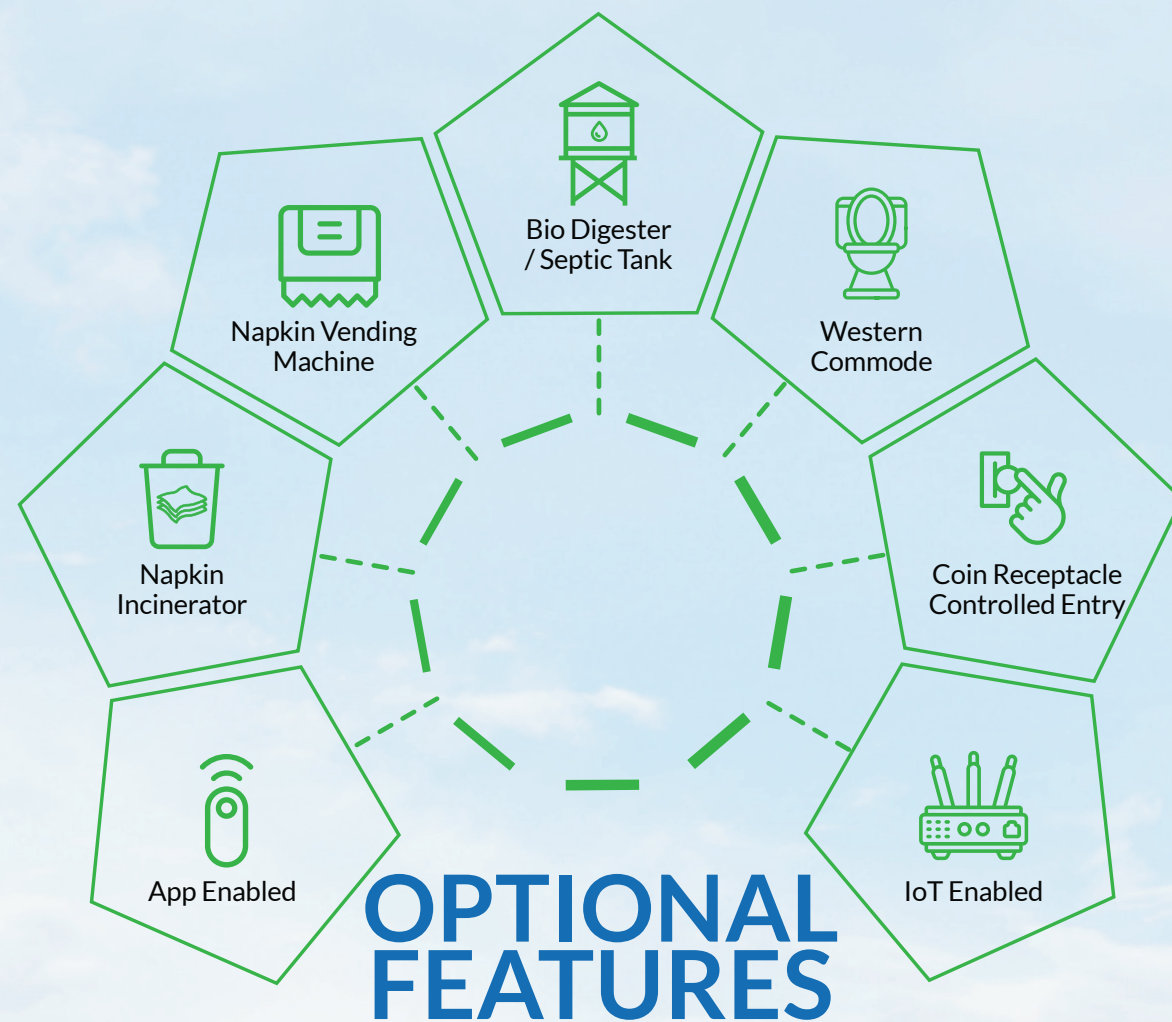 Bio Digester
/ Septic Tank
Napkin Vending
Machine
Western
Commode
Napkin
Incinerator
Coin Receptacle
Controlled Entry
App Enabled
IoT Enabled
OPTIONAL
FEATURES